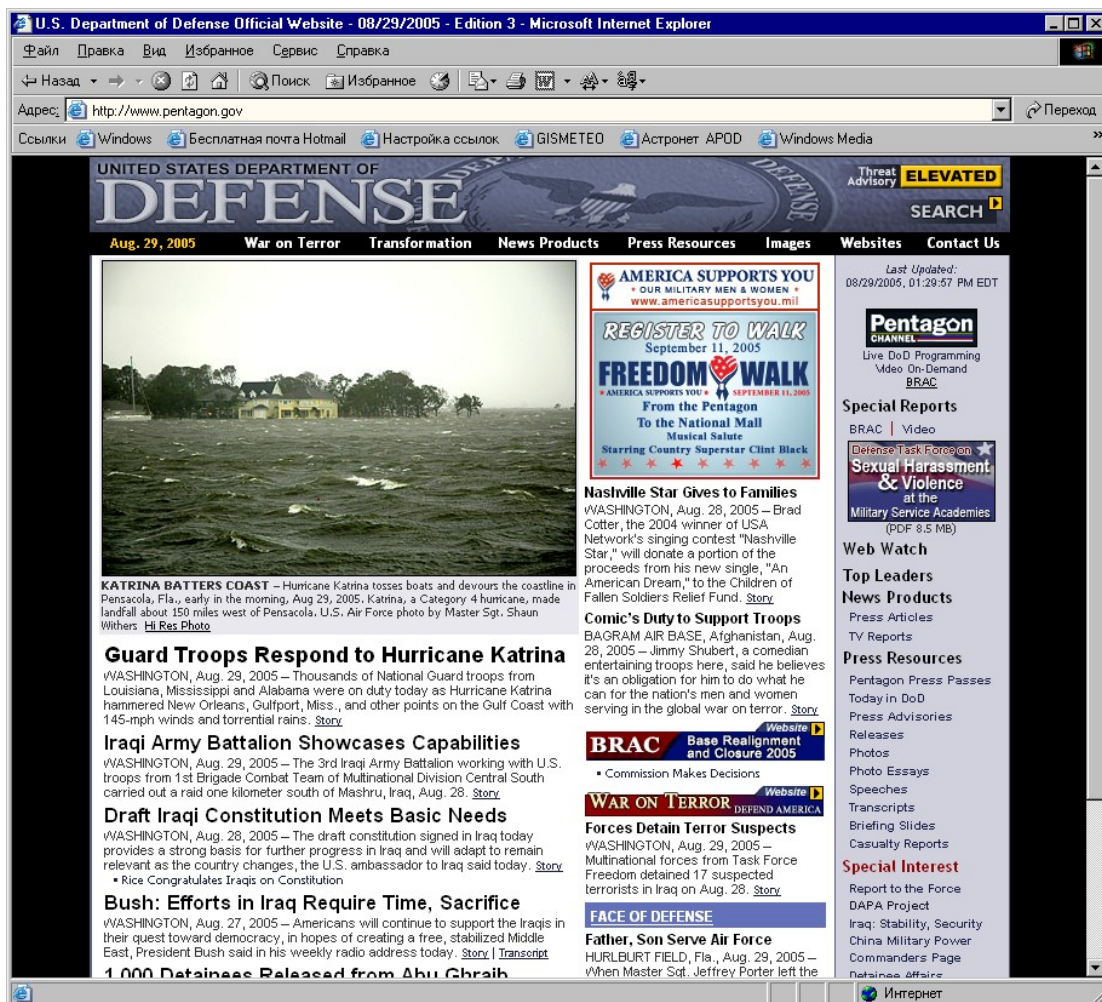 U.S. Department of Defense Official Website - 08/29/2005 - Edition 3 - Microsoft Internet Explorer
Файл Правка Вид Избранное Сервис Справка
Назад Поиск Избранное
Адрес: http://www.pentagon.gov Переход
Ссылки Windows Бесплатная почта Hotmail Настройка ссылок GISMETEO Астронет APOD Windows Media »
UNITED STATES DEPARTMENT OF
DEFENSE
Threat Advisory ELEVATED
SEARCH
Aug. 29, 2005 War on Terror Transformation News Products Press Resources Images Websites Contact Us
KATRINA BATTERS COAST – Hurricane Katrina tosses boats and devours the coastline in
Pensacola, Fla., early in the morning, Aug 29, 2005. Katrina, a Category 4 hurricane, made
landfall about 150 miles west of Pensacola. U.S. Air Force photo by Master Sgt. Shaun
Withers Hi Res Photo
Guard Troops Respond to Hurricane Katrina
WASHINGTON, Aug. 29, 2005 – Thousands of National Guard troops from
Louisiana, Mississippi and Alabama were on duty today as Hurricane Katrina
hammered New Orleans, Gulfport, Miss., and other points on the Gulf Coast with
145-mph winds and torrential rains. Story
Iraqi Army Battalion Showcases Capabilities
WASHINGTON, Aug. 29, 2005 – The 3rd Iraqi Army Battalion working with U.S.
troops from 1st Brigade Combat Team of Multinational Division Central South
carried out a raid one kilometer south of Mashru, Iraq, Aug. 28. Story
Draft Iraqi Constitution Meets Basic Needs
WASHINGTON, Aug. 28, 2005 – The draft constitution signed in Iraq today
provides a strong basis for further progress in Iraq and will adapt to remain
relevant as the country changes, the U.S. ambassador to Iraq said today. Story
▪ Rice Congratulates Iraqis on Constitution
Bush: Efforts in Iraq Require Time, Sacrifice
WASHINGTON, Aug. 27, 2005 – Americans will continue to support the Iraqis in
their quest toward democracy, in hopes of creating a free, stabilized Middle
East, President Bush said in his weekly radio address today. Story | Transcript
1,000 Detainees Released from Abu Ghraib
AMERICA SUPPORTS YOU
★ OUR MILITARY MEN & WOMEN ★
www.americasupportsyou.mil
REGISTER TO WALK
September 11, 2005
FREEDOM WALK
★ AMERICA SUPPORTS YOU ★ SEPTEMBER 11, 2005
From the Pentagon
To the National Mall
Musical Salute
Starring Country Superstar Clint Black
Nashville Star Gives to Families
WASHINGTON, Aug. 28, 2005 – Brad
Cotter, the 2004 winner of USA
Network's singing contest "Nashville
Star," will donate a portion of the
proceeds from his new single, "An
American Dream," to the Children of
Fallen Soldiers Relief Fund. Story
Comic's Duty to Support Troops
BAGRAM AIR BASE, Afghanistan, Aug.
28, 2005 – Jimmy Shubert, a comedian
entertaining troops here, said he believes
it's an obligation for him to do what he
can for the nation's men and women
serving in the global war on terror. Story
Website
BRAC Base Realignment
and Closure 2005
▪ Commission Makes Decisions
Website
WAR ON TERROR DEFEND AMERICA
Forces Detain Terror Suspects
WASHINGTON, Aug. 29, 2005 –
Multinational forces from Task Force
Freedom detained 17 suspected
terrorists in Iraq on Aug. 28. Story
FACE OF DEFENSE
Father, Son Serve Air Force
HURLBURT FIELD, Fla., Aug. 29, 2005 –
When Master Sgt. Jeffrey Porter left the
Last Updated:
08/29/2005, 01:29:57 PM EDT
Pentagon
CHANNEL
Live DoD Programming
Video On-Demand
BRAC
Special Reports
BRAC | Video
Defense Task Force on
Sexual Harassment
& Violence
at the
Military Service Academies
(PDF 8.5 MB)
Web Watch
Top Leaders
News Products
Press Articles
TV Reports
Press Resources
Pentagon Press Passes
Today in DoD
Press Advisories
Releases
Photos
Photo Essays
Speeches
Transcripts
Briefing Slides
Casualty Reports
Special Interest
Report to the Force
DAPA Project
Iraq: Stability, Security
China Military Power
Commanders Page
Detainee Affairs
Интернет